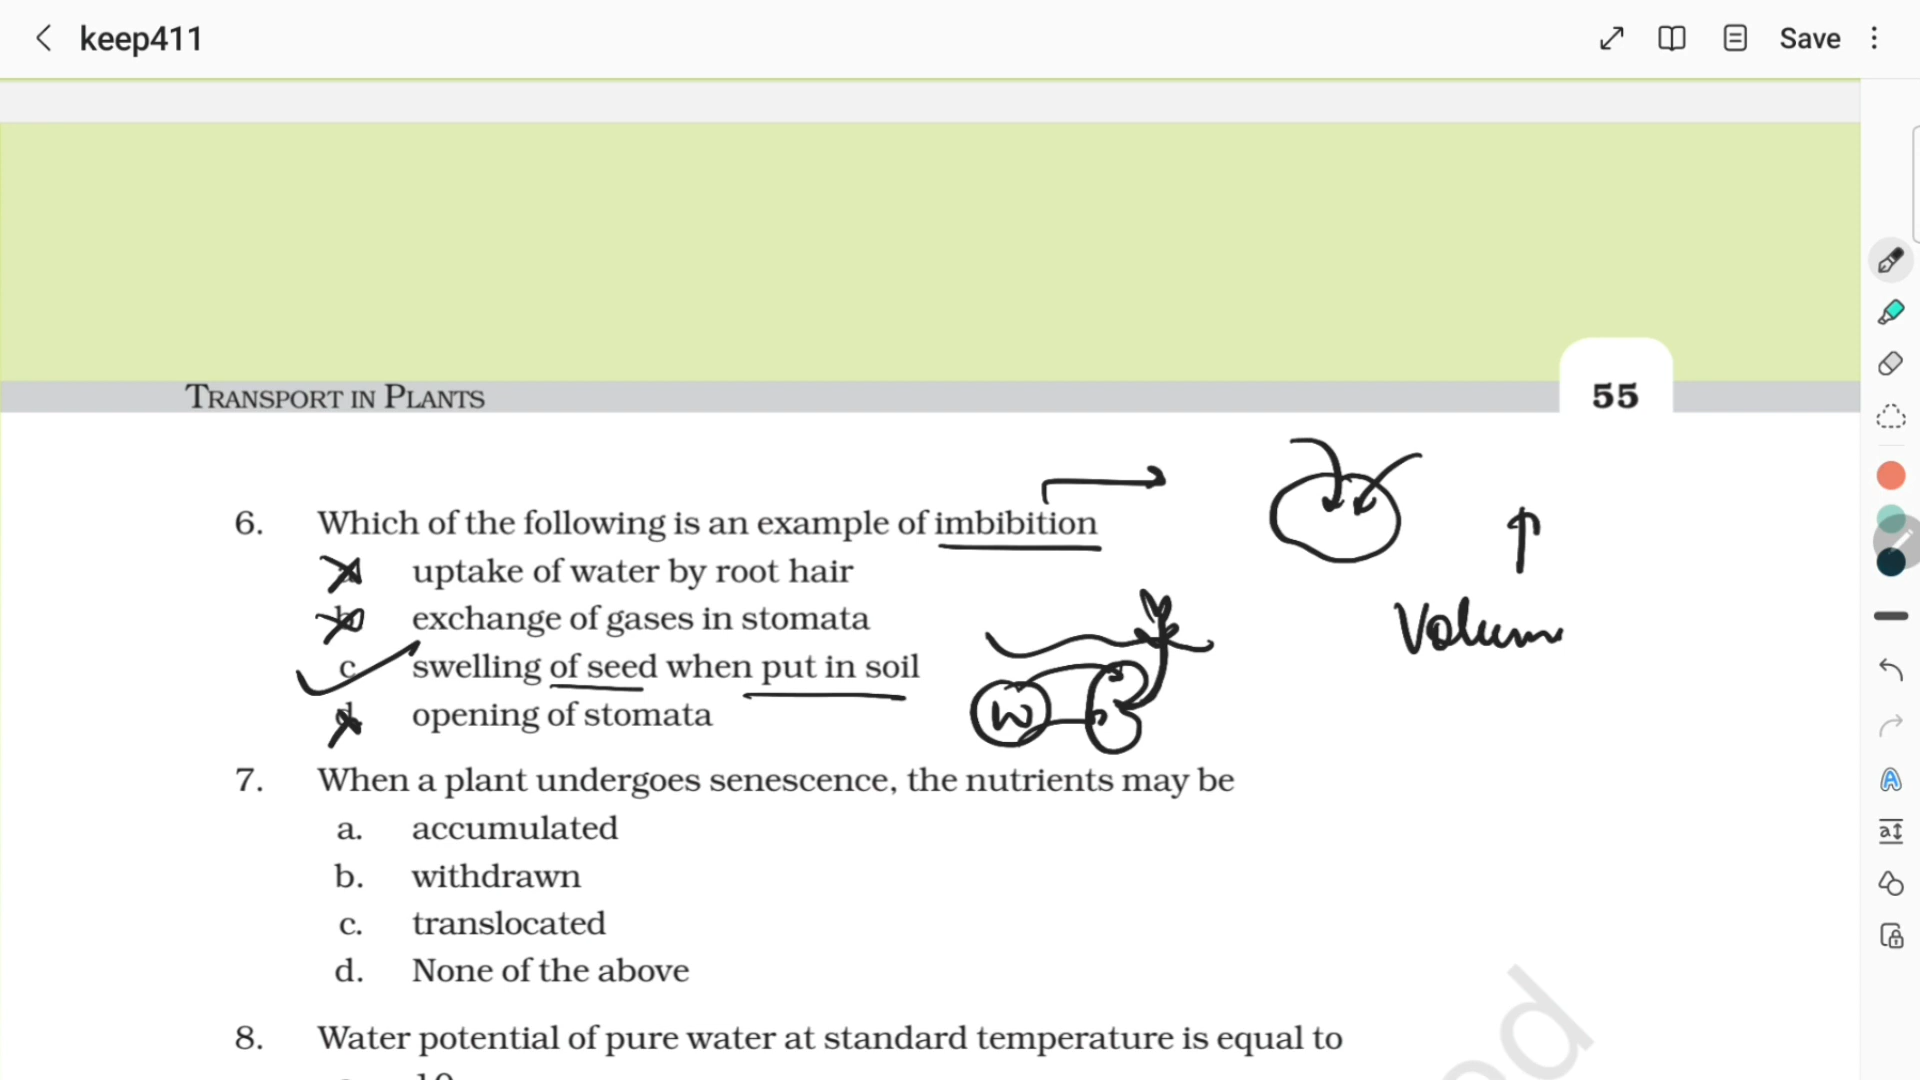 keep411
Save
TRANSPORT IN PLANTS
55
6. Which of the following is an example of imbibition
uptake of water by root hair
exchange of gases in stomata
c. swelling of seed when put in soil
opening of stomata
W
Volum
7. When a plant undergoes senescence, the nutrients may be
a. accumulated
b. withdrawn
c. translocated
d. None of the above
8. Water potential of pure water at standard temperature is equal to